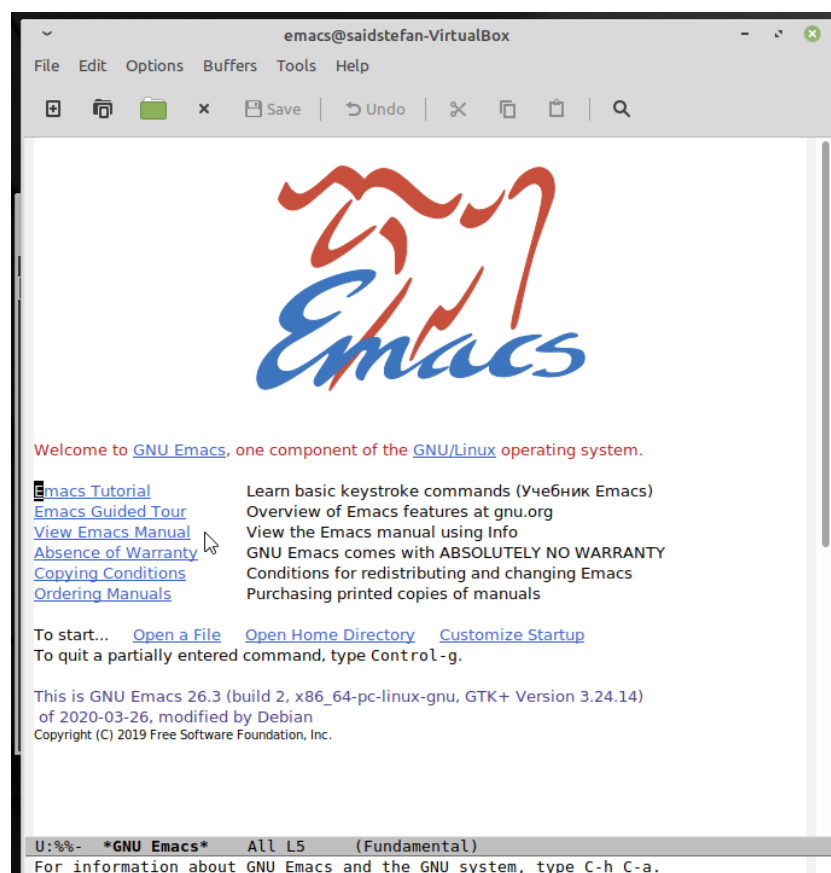 emacs@saidstefan-VirtualBox
File Edit Options Buffers Tools Help
Save Undo
Emacs
Welcome to GNU Emacs, one component of the GNU/Linux operating system.
Emacs Tutorial Learn basic keystroke commands (Учебник Emacs)
Emacs Guided Tour Overview of Emacs features at gnu.org
View Emacs Manual View the Emacs manual using Info
Absence of Warranty GNU Emacs comes with ABSOLUTELY NO WARRANTY
Copying Conditions Conditions for redistributing and changing Emacs
Ordering Manuals Purchasing printed copies of manuals
To start... Open a File Open Home Directory Customize Startup
To quit a partially entered command, type Control-g.
This is GNU Emacs 26.3 (build 2, x86_64-pc-linux-gnu, GTK+ Version 3.24.14)
of 2020-03-26, modified by Debian
Copyright (C) 2019 Free Software Foundation, Inc.
U:%%- *GNU Emacs* All L5 (Fundamental)
For information about GNU Emacs and the GNU system, type C-h C-a.